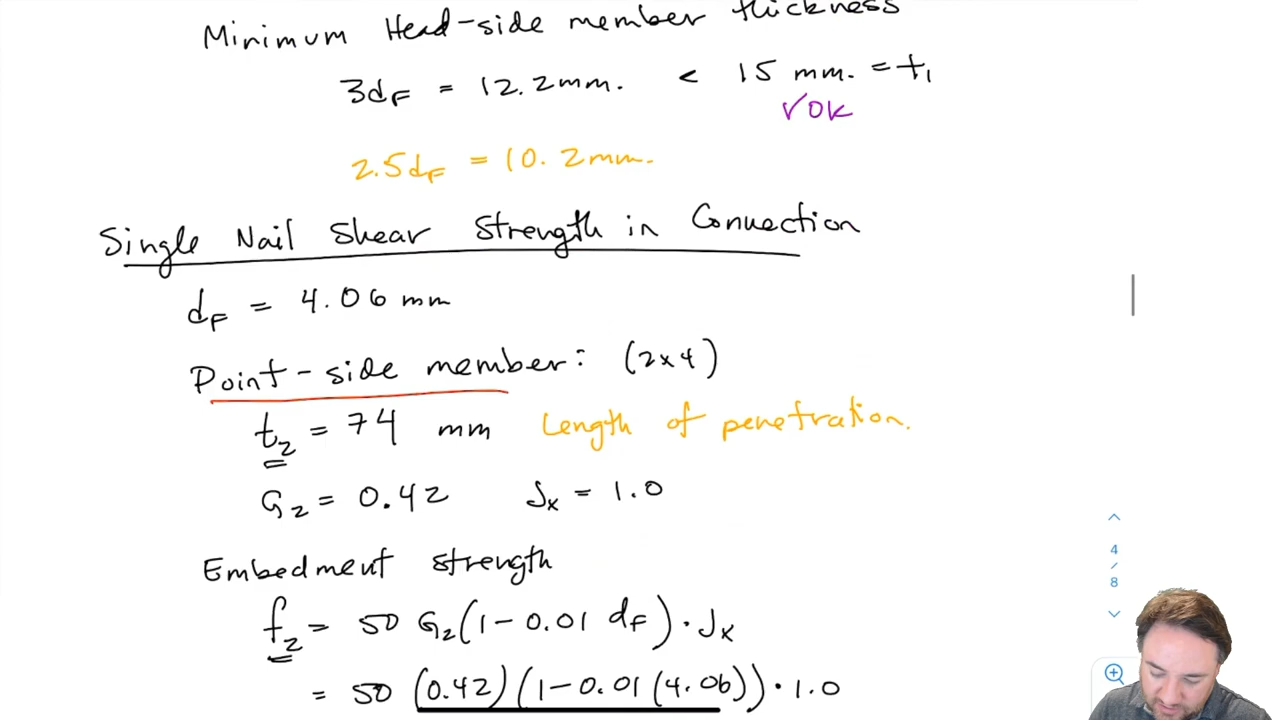 Minimum Head-side member thickness
3dF = 12.2mm. < 15 mm. = t1
✓OK
2.5dF = 10.2mm.
Single Nail Shear Strength in Connection
dF = 4.06 mm
Point-side member: (2x4)
t2 = 74 mm Length of penetration.
G2 = 0.42 Jx = 1.0
Embedment strength
f2 = 50 G2(1-0.01 dF)·Jx
= 50 (0.42)(1-0.01(4.06))·1.0
4
/
8